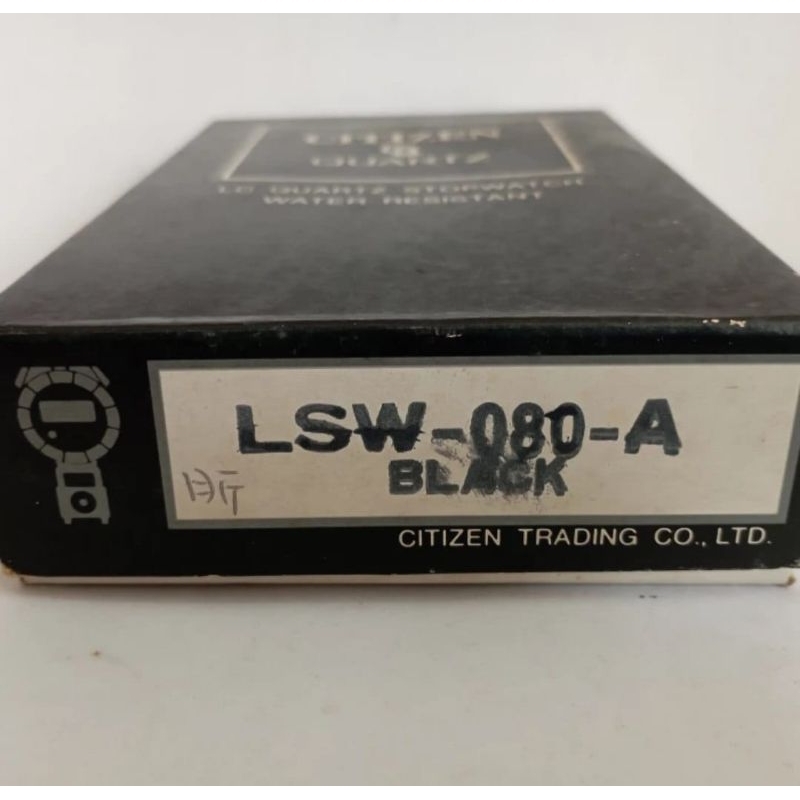 CITIZEN
QUARTZ
LC QUARTZ STOPWATCH
WATER RESISTANT
LSW-080-A
BLACK
CITIZEN TRADING CO., LTD.